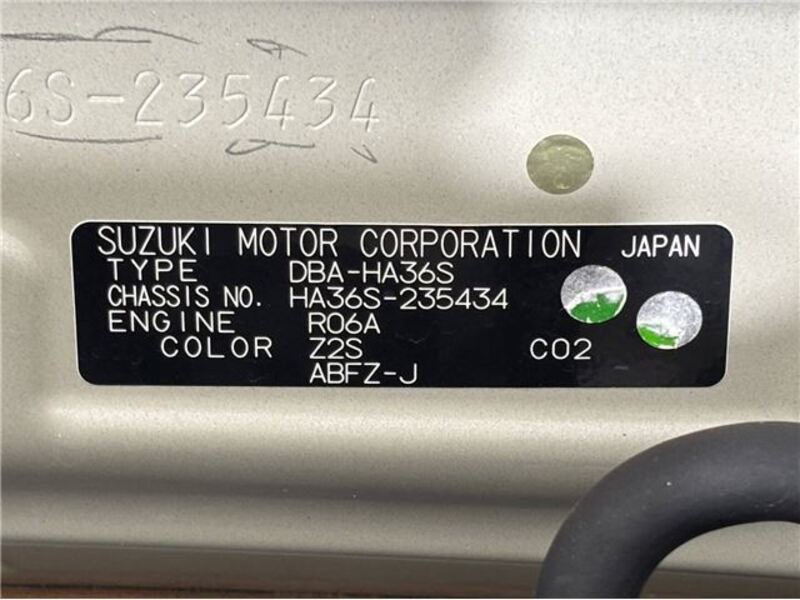 6S-235434
SUZUKI MOTOR CORPORATION JAPAN
TYPE DBA-HA36S
CHASSIS NO. HA36S-235434
ENGINE R06A
COLOR Z2S C02
ABFZ-J